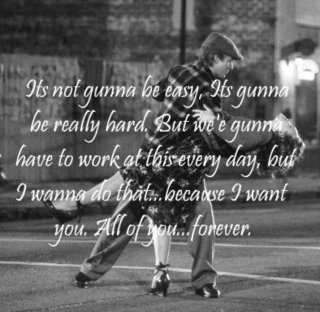 Its not gunna be easy, Its gunna
be really hard. But we'e gunna
have to work at this every day, but
I wanna do that...because I want
you. All of you...forever.